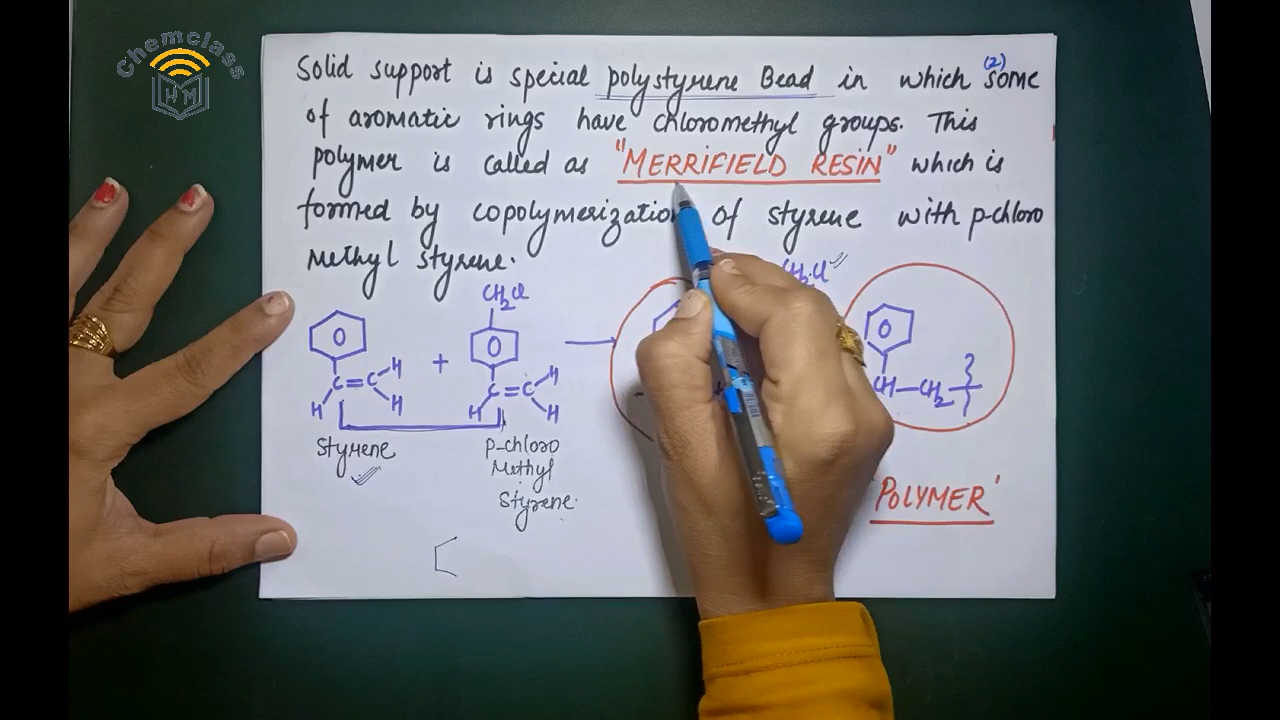 Chemclass
HM
(2)
Solid support is special polystyrene Bead in which some
of aromatic rings have chloromethyl groups. This
polymer is called as "MERRIFIELD RESIN" which is
formed by copolymerization of styrene with p-chloro
Methyl styrene.
CH2Cl CH2Cl
C=C H H H + C=C H H H CH-CH2
Styrene
p-chloro
Methyl
Styrene.
'POLYMER'